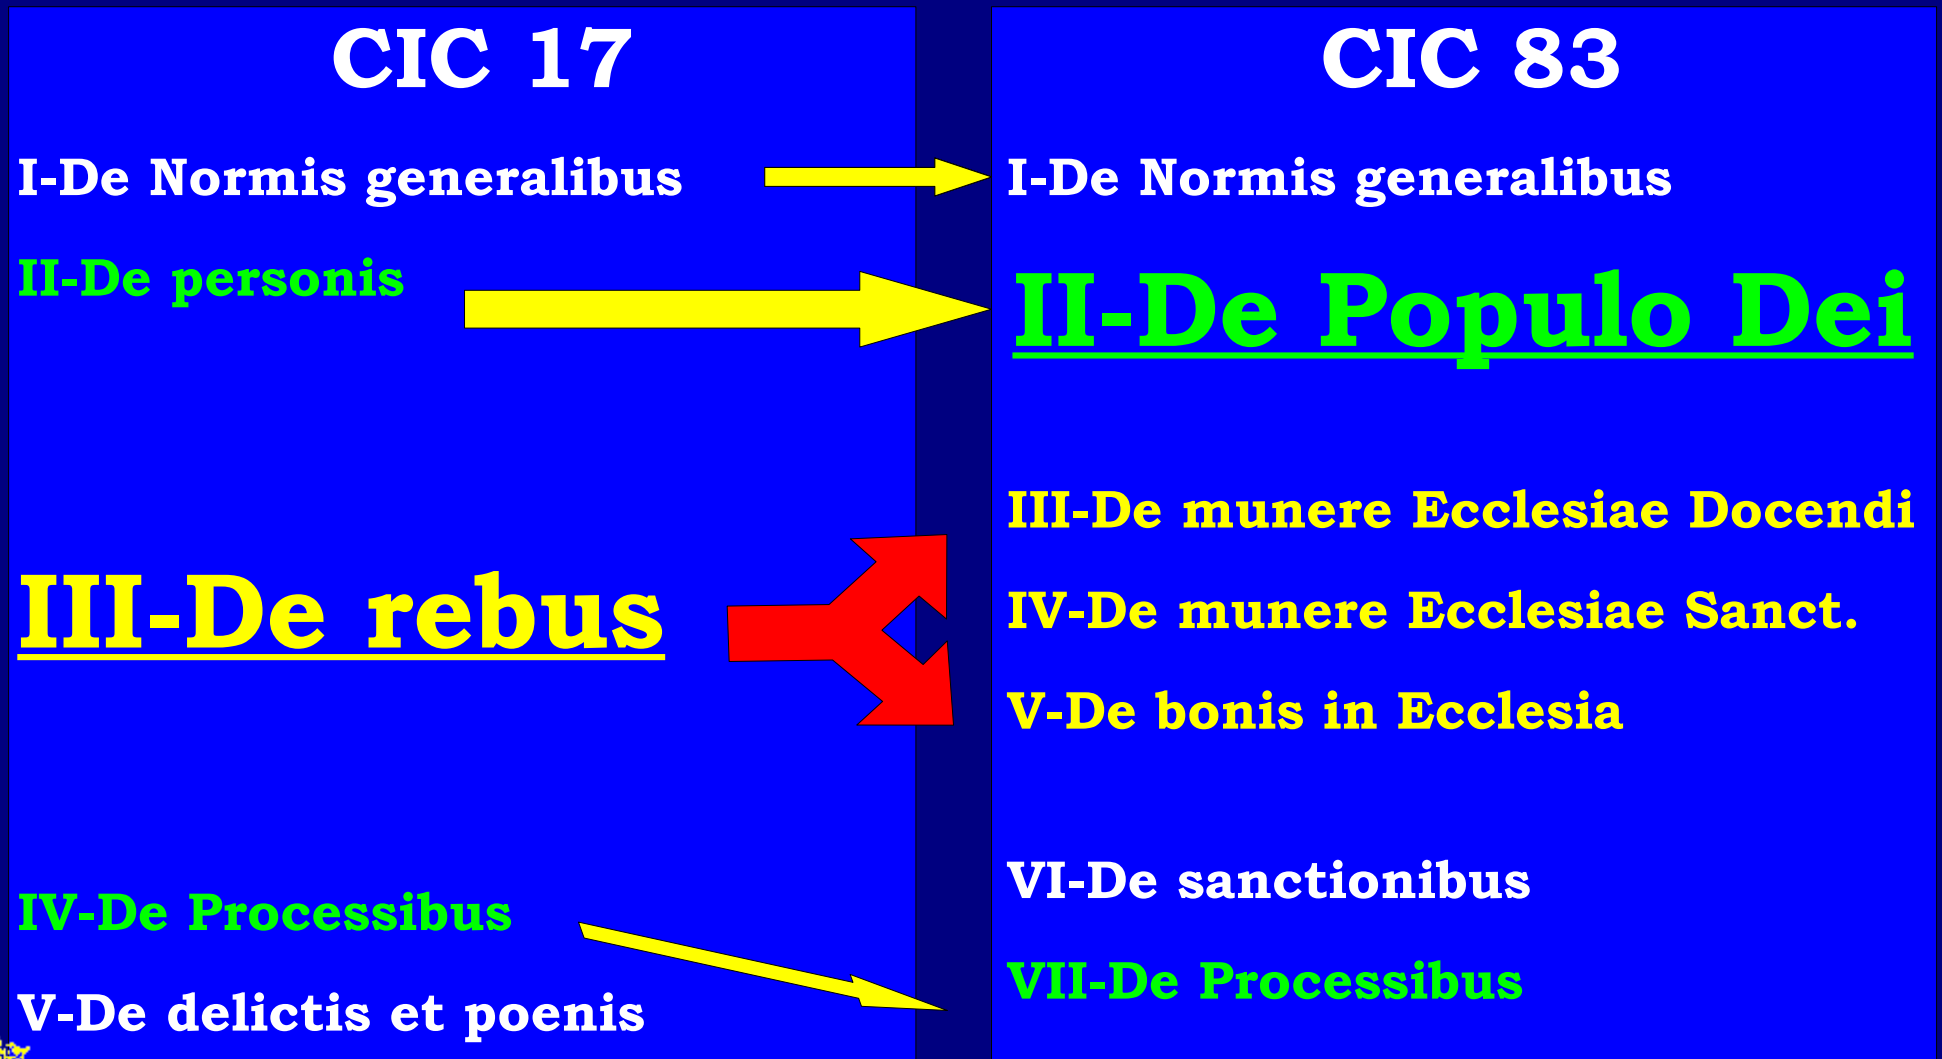 CIC 17
I-De Normis generalibus
II-De personis
III-De rebus
IV-De Processibus
V-De delictis et poenis
CIC 83
I-De Normis generalibus
II-De Populo Dei
III-De munere Ecclesiae Docendi
IV-De munere Ecclesiae Sanct.
V-De bonis in Ecclesia
VI-De sanctionibus
VII-De Processibus